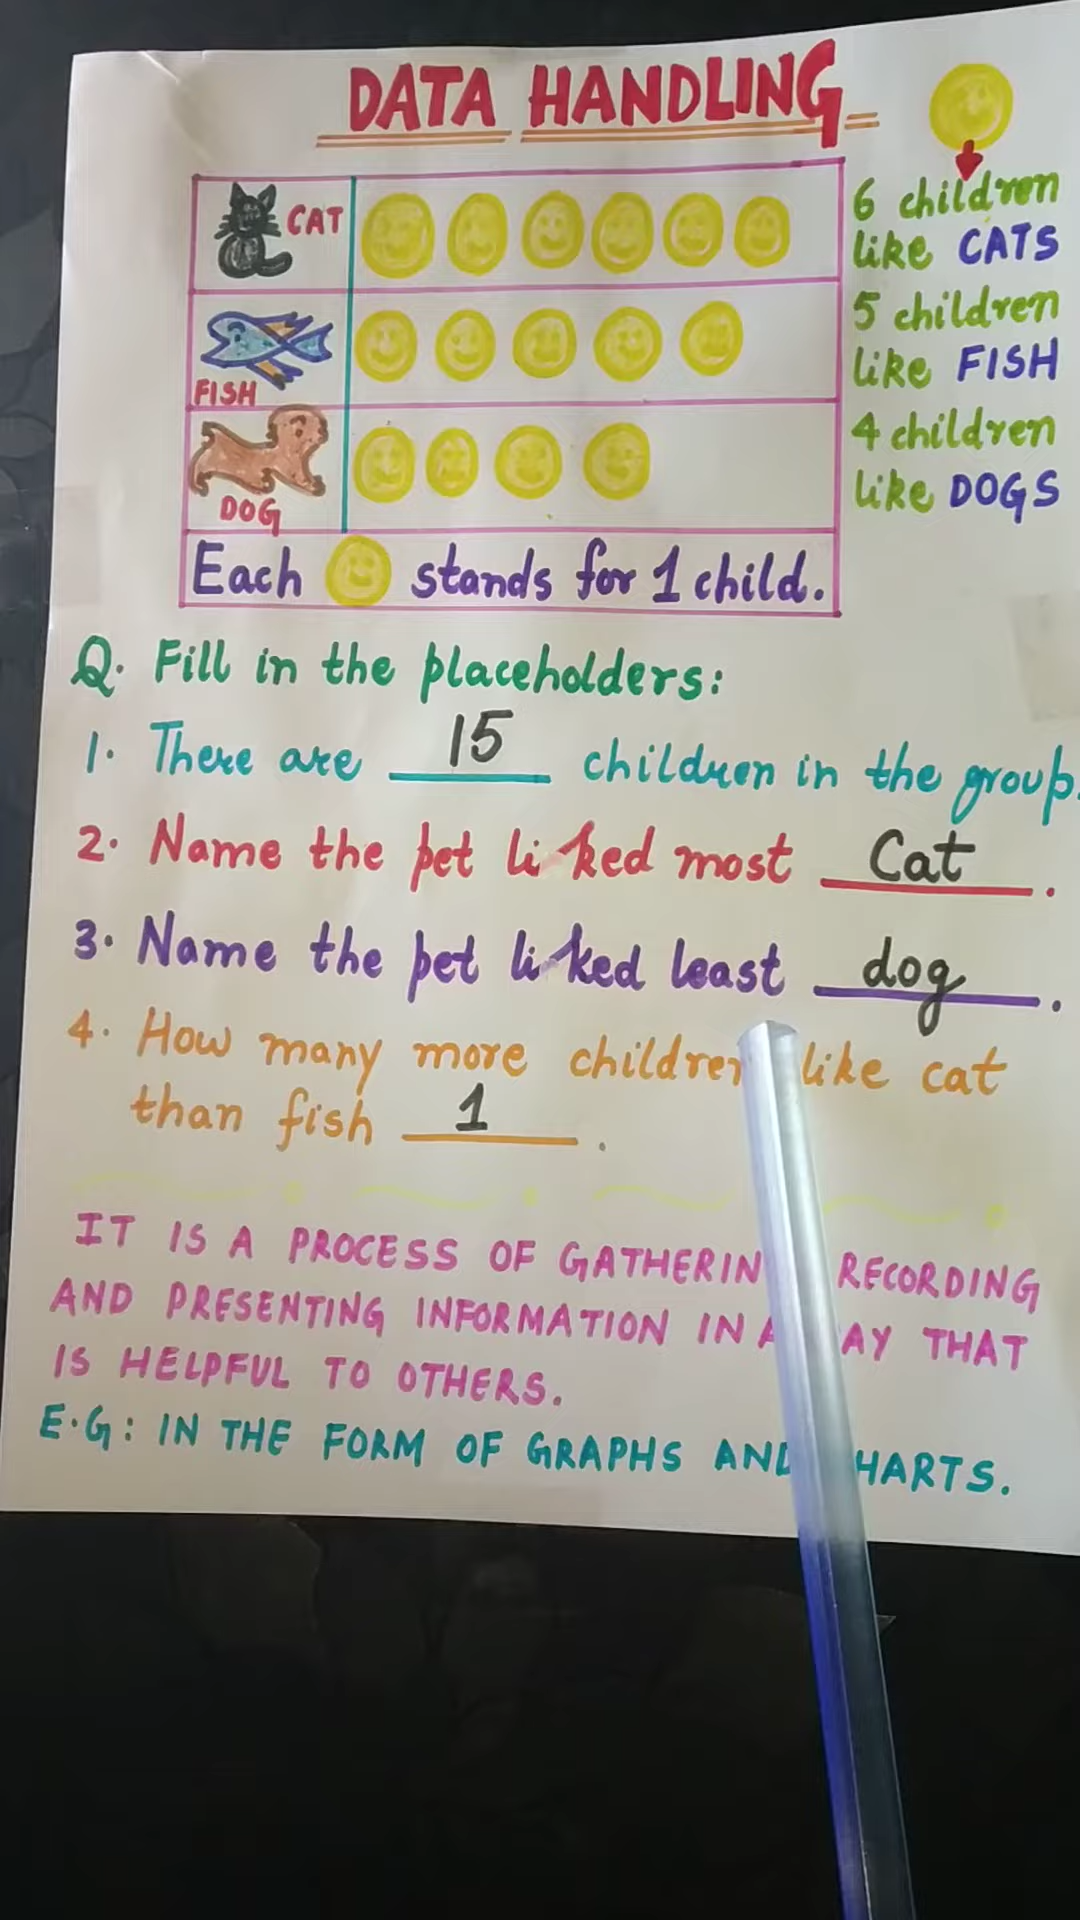 DATA HANDLING
CAT
6 children
like CATS
FISH
5 children
like FISH
DOG
4 children
like DOGS
Each stands for 1 child.
Q. Fill in the placeholders:
1. There are 15 children in the group.
2. Name the pet liked most Cat.
3. Name the pet liked least dog.
4. How many more children like cat
than fish 1.
IT IS A PROCESS OF GATHERIN RECORDING
AND PRESENTING INFORMATION IN A AY THAT
IS HELPFUL TO OTHERS.
E.G: IN THE FORM OF GRAPHS AND HARTS.